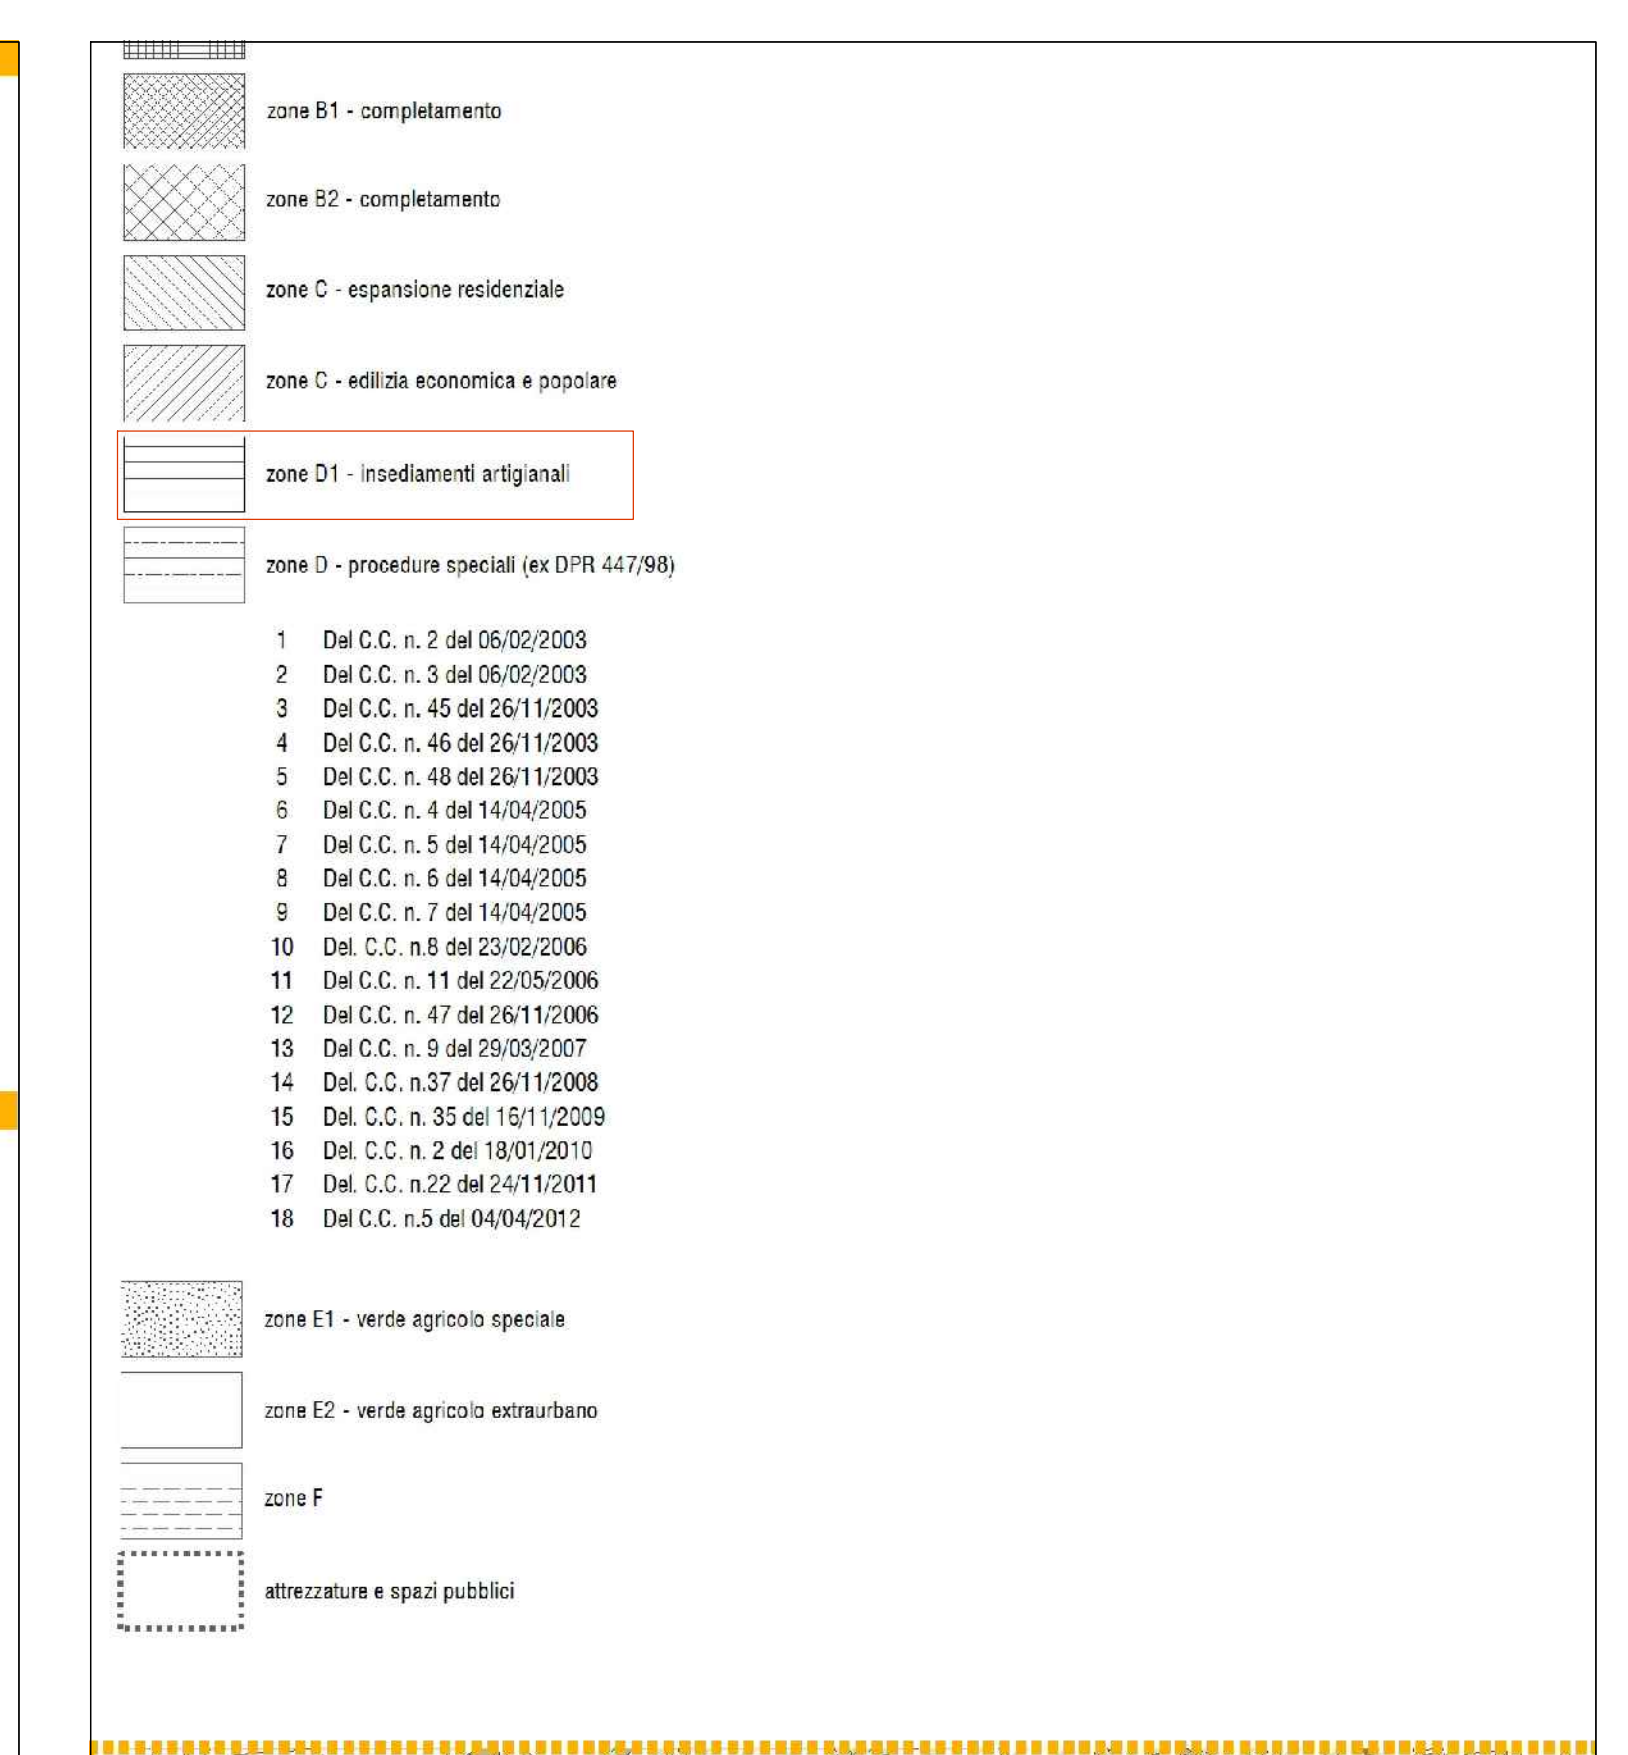 zone B1 - completamento
zone B2 - completamento
zone C - espansione residenziale
zone C - edilizia economica e popolare
zone D1 - insediamenti artigianali
zone D - procedure speciali (ex DPR 447/98)
1 Del C.C. n. 2 del 06/02/2003
2 Del C.C. n. 3 del 06/02/2003
3 Del C.C. n. 45 del 26/11/2003
4 Del C.C. n. 46 del 26/11/2003
5 Del C.C. n. 48 del 26/11/2003
6 Del C.C. n. 4 del 14/04/2005
7 Del C.C. n. 5 del 14/04/2005
8 Del C.C. n. 6 del 14/04/2005
9 Del C.C. n. 7 del 14/04/2005
10 Del. C.C. n.8 del 23/02/2006
11 Del C.C. n. 11 del 22/05/2006
12 Del C.C. n. 47 del 26/11/2006
13 Del C.C. n. 9 del 29/03/2007
14 Del. C.C. n.37 del 26/11/2008
15 Del. C.C. n. 35 del 16/11/2009
16 Del. C.C. n. 2 del 18/01/2010
17 Del. C.C. n.22 del 24/11/2011
18 Del C.C. n.5 del 04/04/2012
zone E1 - verde agricolo speciale
zone E2 - verde agricolo extraurbano
zone F
attrezzature e spazi pubblici